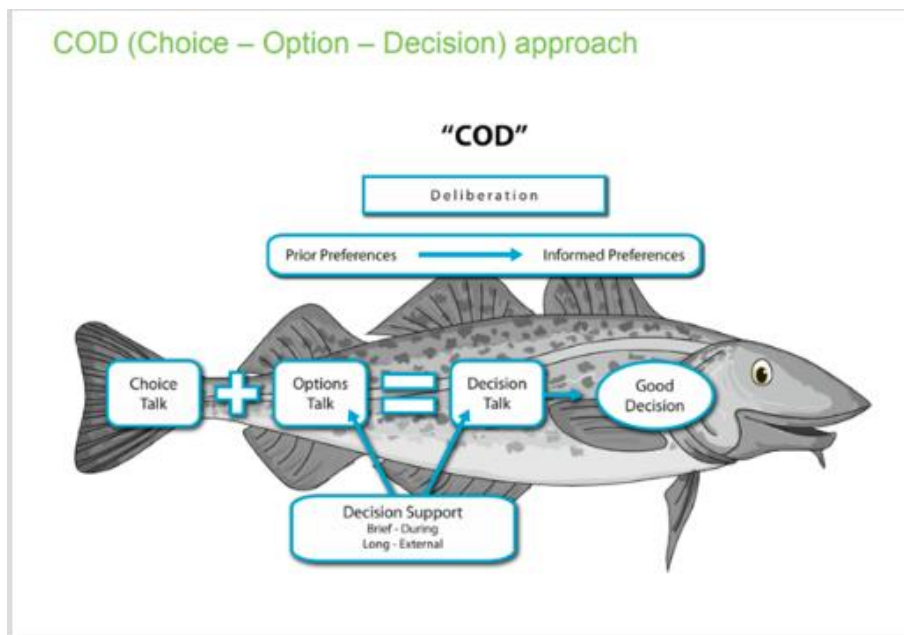 COD (Choice – Option – Decision) approach
“COD”
Deliberation
Prior Preferences
Informed Preferences
Choice
Talk
+
Options
Talk
=
Decision
Talk
Good
Decision
Decision Support
Brief - During
Long - External